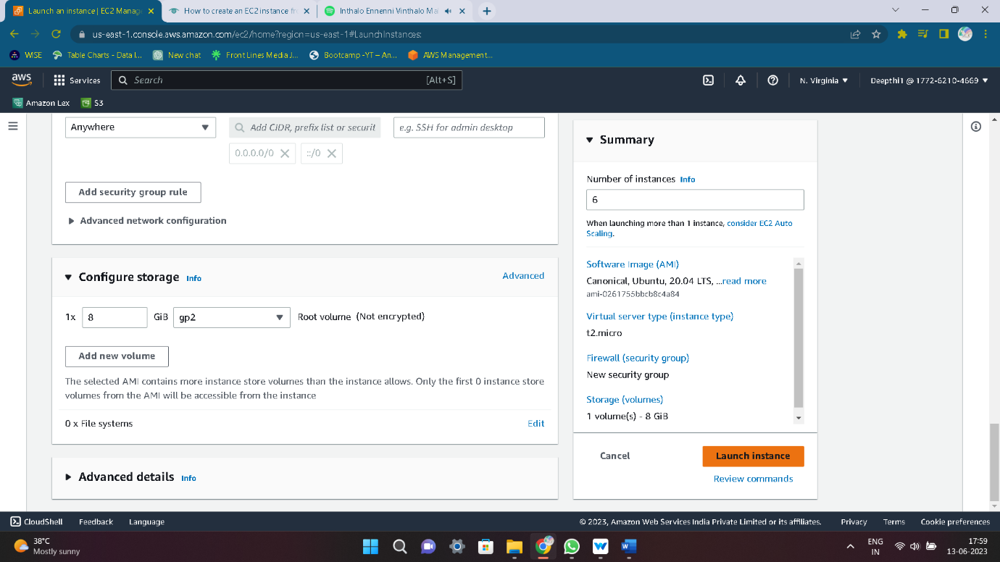 Launch an instance | EC2 Manag
How to create an EC2 instance fr
Inthalo Ennenni Vinthalo Ma
us-east-1.console.aws.amazon.com/ec2/home?region=us-east-1#LaunchInstances:
WISE
Table Charts - Data I...
New chat
Front Lines Media J...
Bootcamp -YT – An...
AWS Management...
aws
Services
Search
[Alt+S]
N. Virginia
Deepthi1 @ 1772-6210-4669
Amazon Lex
S3
Anywhere
Add CIDR, prefix list or securit
e.g. SSH for admin desktop
0.0.0.0/0
::/0
Add security group rule
Advanced network configuration
Configure storage Info
Advanced
1x
8
GiB
gp2
Root volume (Not encrypted)
Add new volume
The selected AMI contains more instance store volumes than the instance allows. Only the first 0 instance store
volumes from the AMI will be accessible from the instance
0 x File systems
Edit
Advanced details Info
Summary
Number of instances Info
6
When launching more than 1 instance, consider EC2 Auto
Scaling.
Software Image (AMI)
Canonical, Ubuntu, 20.04 LTS, ...read more
ami-0261755bbcb8c4a84
Virtual server type (instance type)
t2.micro
Firewall (security group)
New security group
Storage (volumes)
1 volume(s) - 8 GiB
Cancel
Launch instance
Review commands
CloudShell
Feedback
Language
© 2023, Amazon Web Services India Private Limited or its affiliates.
Privacy
Terms
Cookie preferences
38°C
Mostly sunny
ENG
IN
17:59
13-06-2023